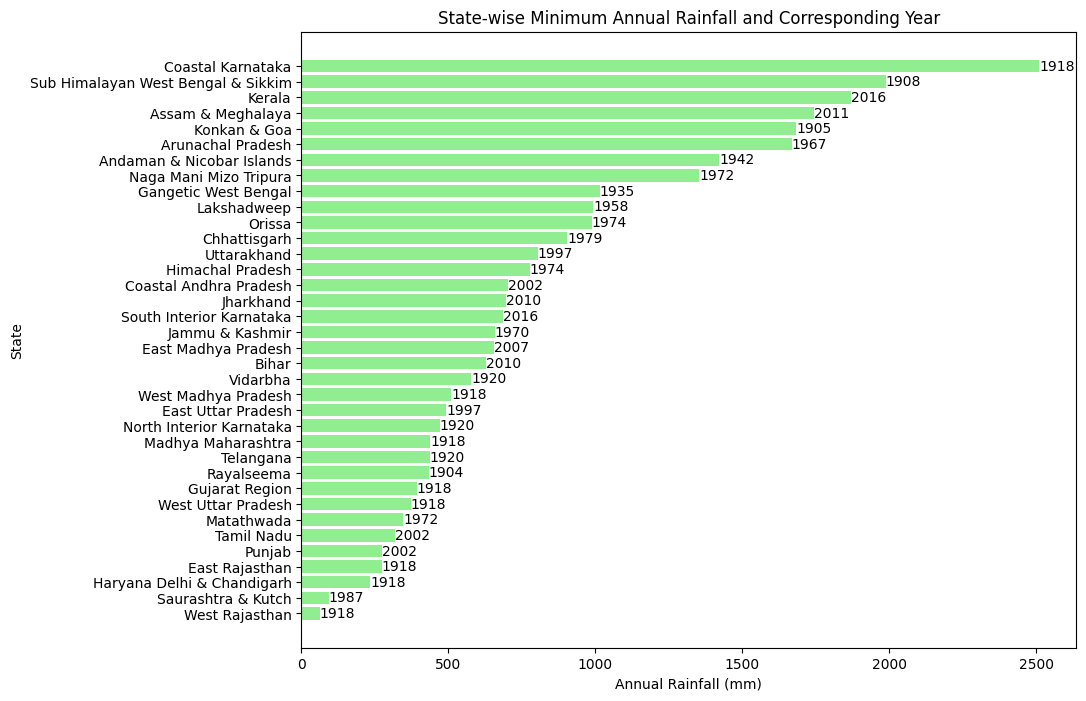 State-wise Minimum Annual Rainfall and Corresponding Year
Coastal Karnataka 1918
Sub Himalayan West Bengal & Sikkim 1908
Kerala 2016
Assam & Meghalaya 2011
Konkan & Goa 1905
Arunachal Pradesh 1967
Andaman & Nicobar Islands 1942
Naga Mani Mizo Tripura 1972
Gangetic West Bengal 1935
Lakshadweep 1958
Orissa 1974
Chhattisgarh 1979
Uttarakhand 1997
Himachal Pradesh 1974
Coastal Andhra Pradesh 2002
Jharkhand 2010
South Interior Karnataka 2016
Jammu & Kashmir 1970
East Madhya Pradesh 2007
Bihar 2010
Vidarbha 1920
West Madhya Pradesh 1918
East Uttar Pradesh 1997
North Interior Karnataka 1920
Madhya Maharashtra 1918
Telangana 1920
Rayalseema 1904
Gujarat Region 1918
West Uttar Pradesh 1918
Matathwada 1972
Tamil Nadu 2002
Punjab 2002
East Rajasthan 1918
Haryana Delhi & Chandigarh 1918
Saurashtra & Kutch 1987
West Rajasthan 1918
State
0 500 1000 1500 2000 2500
Annual Rainfall (mm)